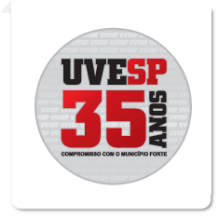 UVESP
35
ANOS
COMPROMISSO COM O MUNICÍPIO FORTE